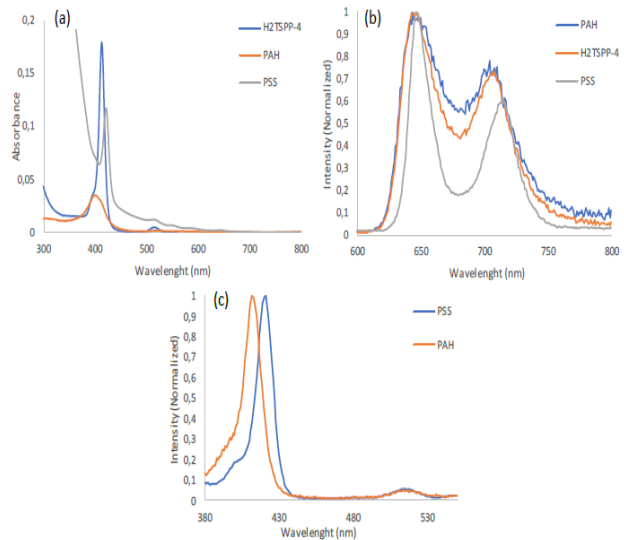 (a)
H2TSPP-4
PAH
PSS
Absorbance
0,2
0,15
0,1
0,05
0
300 400 500 600 700 800
Wavelenght (nm)
(b)
PAH
H2TSPP-4
PSS
Intensity (Normalized)
1
0,9
0,8
0,7
0,6
0,5
0,4
0,3
0,2
0,1
0
600 650 700 750 800
Wavelenght (nm)
(c)
PSS
PAH
Intensity (Normalized)
1
0,9
0,8
0,7
0,6
0,5
0,4
0,3
0,2
0,1
0
380 430 480 530
Wavelenght (nm)